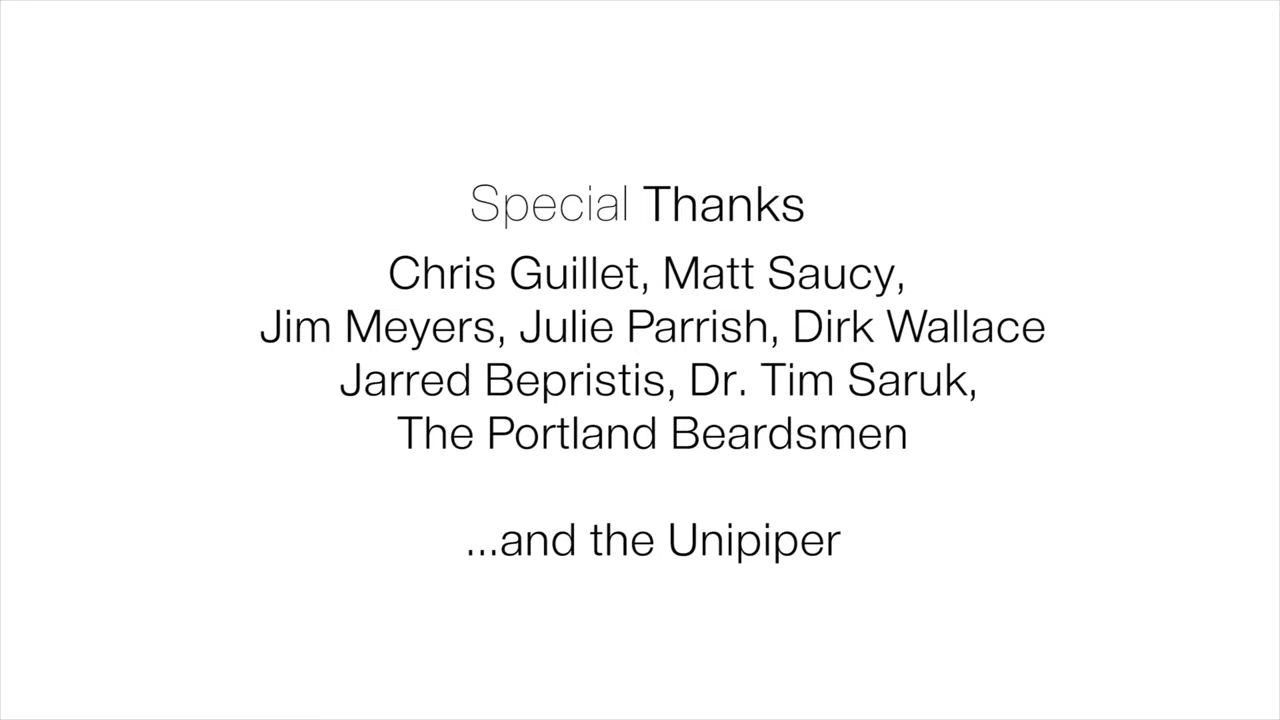 Special Thanks
Chris Guillet, Matt Saucy,
Jim Meyers, Julie Parrish, Dirk Wallace
Jarred Bepristis, Dr. Tim Saruk,
The Portland Beardsmen
...and the Unipiper